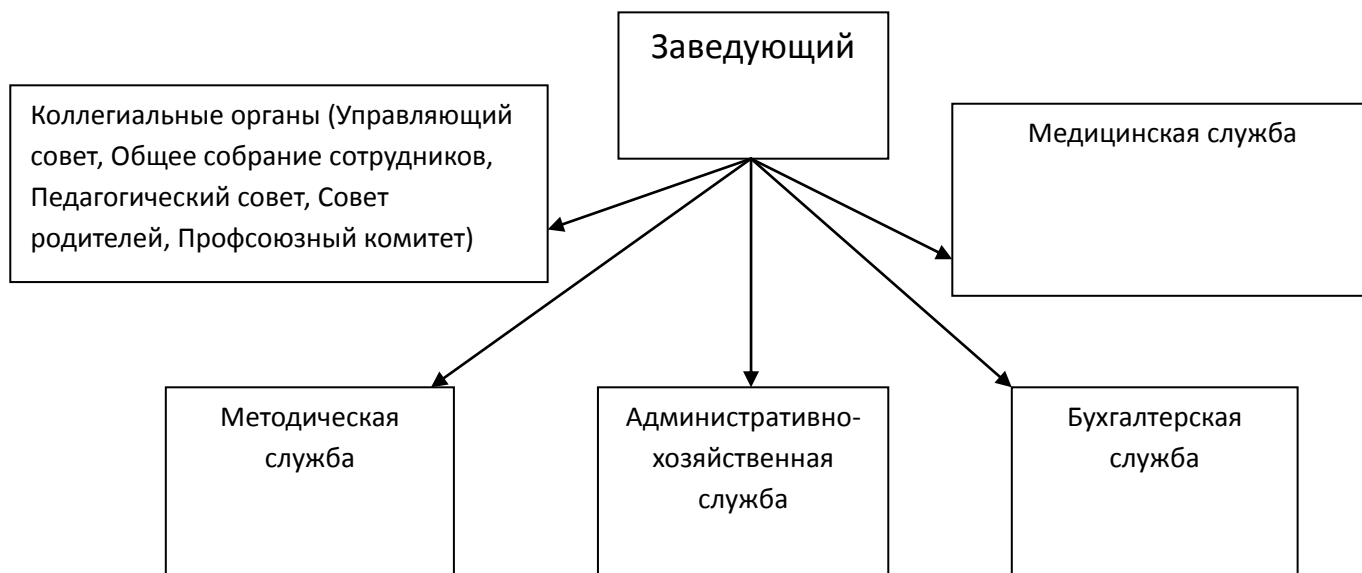 Заведующий
Коллегиальные органы (Управляющий
совет, Общее собрание сотрудников,
Педагогический совет, Совет
родителей, Профсоюзный комитет)
Медицинская служба
Методическая
служба
Административно-
хозяйственная
служба
Бухгалтерская
служба